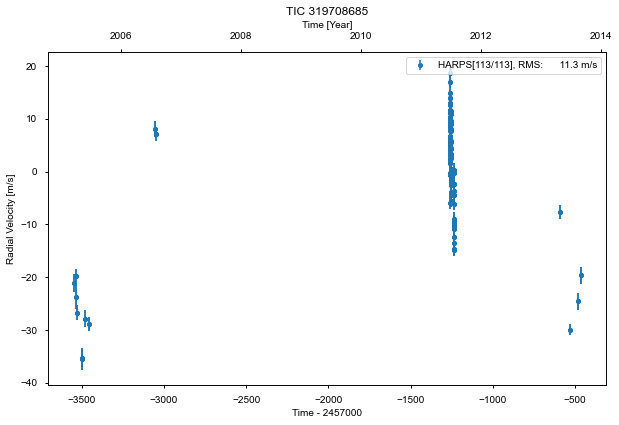 TIC 319708685
Time [Year]
2006 2008 2010 2012 2014
HARPS[113/113], RMS: 11.3 m/s
20
10
0
−10
−20
−30
−40
Radial Velocity [m/s]
−3500 −3000 −2500 −2000 −1500 −1000 −500
Time - 2457000